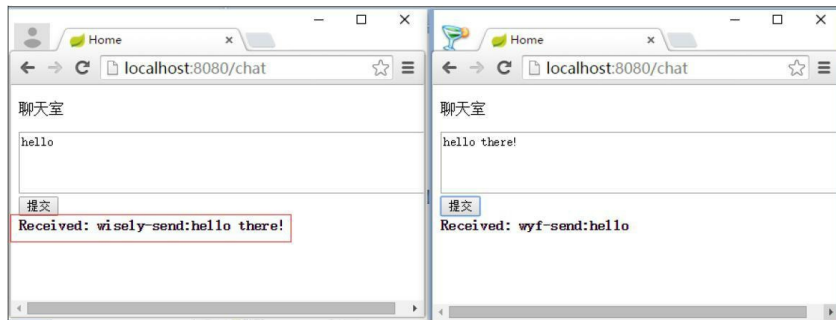 Home
localhost:8080/chat
聊天室
hello
提交
Received: wisely-send:hello there!
Home
localhost:8080/chat
聊天室
hello there!
提交
Received: wyf-send:hello